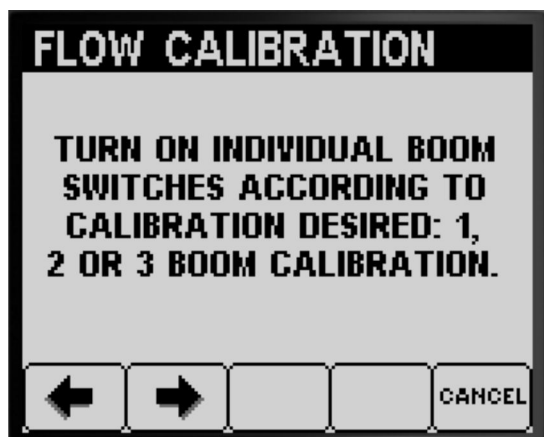 FLOW CALIBRATION
TURN ON INDIVIDUAL BOOM
SWITCHES ACCORDING TO
CALIBRATION DESIRED: 1,
2 OR 3 BOOM CALIBRATION.
CANCEL